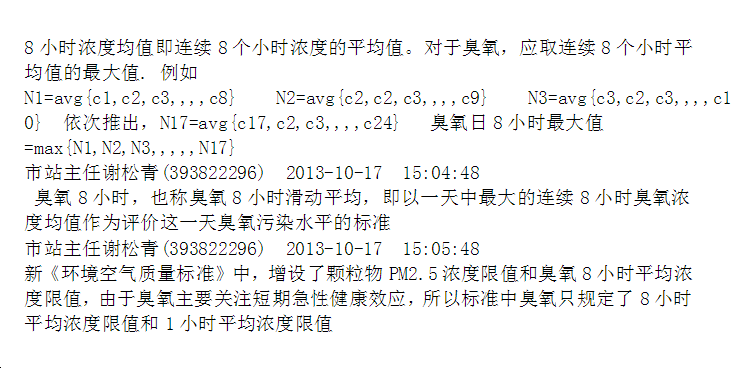 8小时浓度均值即连续8个小时浓度的平均值。对于臭氧，应取连续8个小时平
均值的最大值. 例如
N1=avg{c1,c2,c3,,,,c8}    N2=avg{c2,c2,c3,,,,c9}    N3=avg{c3,c2,c3,,,,c1
0}  依次推出，N17=avg{c17,c2,c3,,,,c24}   臭氧日8小时最大值
=max{N1,N2,N3,,,,,N17}
市站主任谢松青(393822296)  2013-10-17  15:04:48
臭氧8小时，也称臭氧8小时滑动平均，即以一天中最大的连续8小时臭氧浓
度均值作为评价这一天臭氧污染水平的标准
市站主任谢松青(393822296)  2013-10-17  15:05:48
新《环境空气质量标准》中，增设了颗粒物PM2.5浓度限值和臭氧8小时平均浓
度限值，由于臭氧主要关注短期急性健康效应，所以标准中臭氧只规定了8小时
平均浓度限值和1小时平均浓度限值